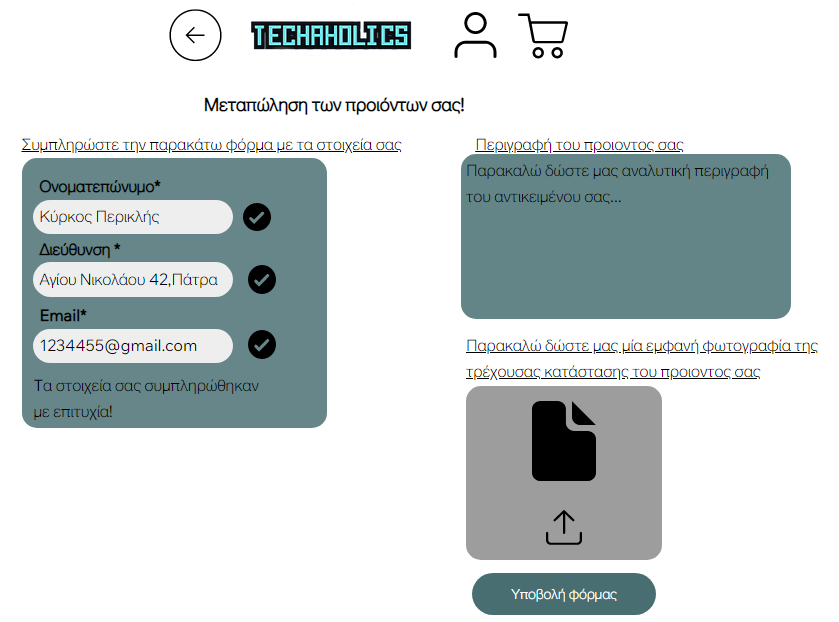 TECHAHOLICS
Μεταπώληση των προιόντων σας!
Συμπληρώστε την παρακάτω φόρμα με τα στοιχεία σας
Ονοματεπώνυμο*
Κύρκος Περικλής
Διεύθυνση *
Αγίου Νικολάου 42,Πάτρα
Email*
1234455@gmail.com
Τα στοιχεία σας συμπληρώθηκαν
με επιτυχία!
Περιγραφή του προιοντος σας
Παρακαλώ δώστε μας αναλυτική περιγραφή
του αντικειμένου σας...
Παρακαλώ δώστε μας μία εμφανή φωτογραφία της
τρέχουσας κατάστασης του προιοντος σας
Υποβολή φόρμας